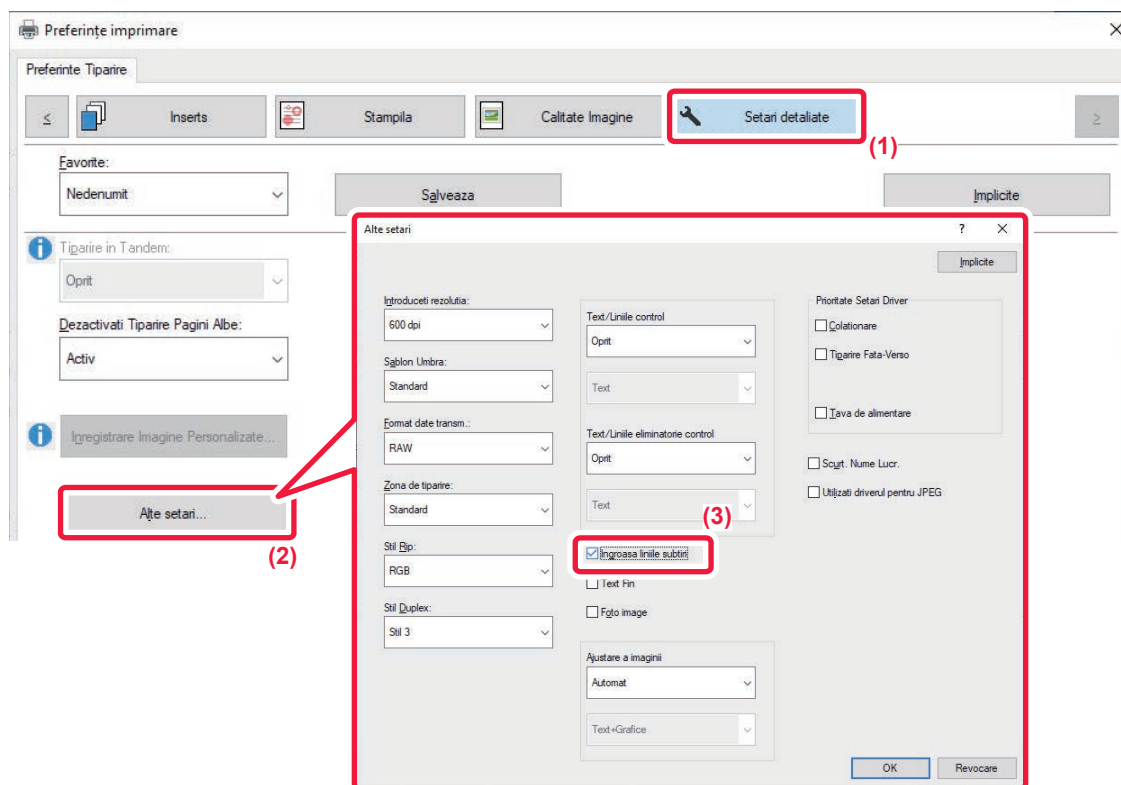 Preferințe imprimare
Preferinte Tiparire
<
Inserts
Stampila
Calitate Imagine
Setari detaliate
>
(1)
Favorite:
Nedenumit
Salveaza
Implicite
Tiparire in Tandem:
Oprit
Dezactivati Tiparire Pagini Albe:
Activ
Inregistrare Imagine Personalizate...
Alte setari...
(2)
Alte setari
?
Implicite
Introduceti rezolutia:
600 dpi
Sablon Umbra:
Standard
Format date transm.:
RAW
Zona de tiparire:
Standard
Stil Rip:
RGB
Stil Duplex:
Stil 3
Text/Liniile control
Oprit
Text
Text/Liniile eliminatorie control
Oprit
Text
(3)
Ingroasa liniile subtiri
Text Fin
Foto image
Ajustare a imaginii
Automat
Text+Grafice
Prioritate Setari Driver
Colationare
Tiparire Fata-Verso
Tava de alimentare
Scurt. Nume Lucr.
Utilizati driverul pentru JPEG
OK
Revocare